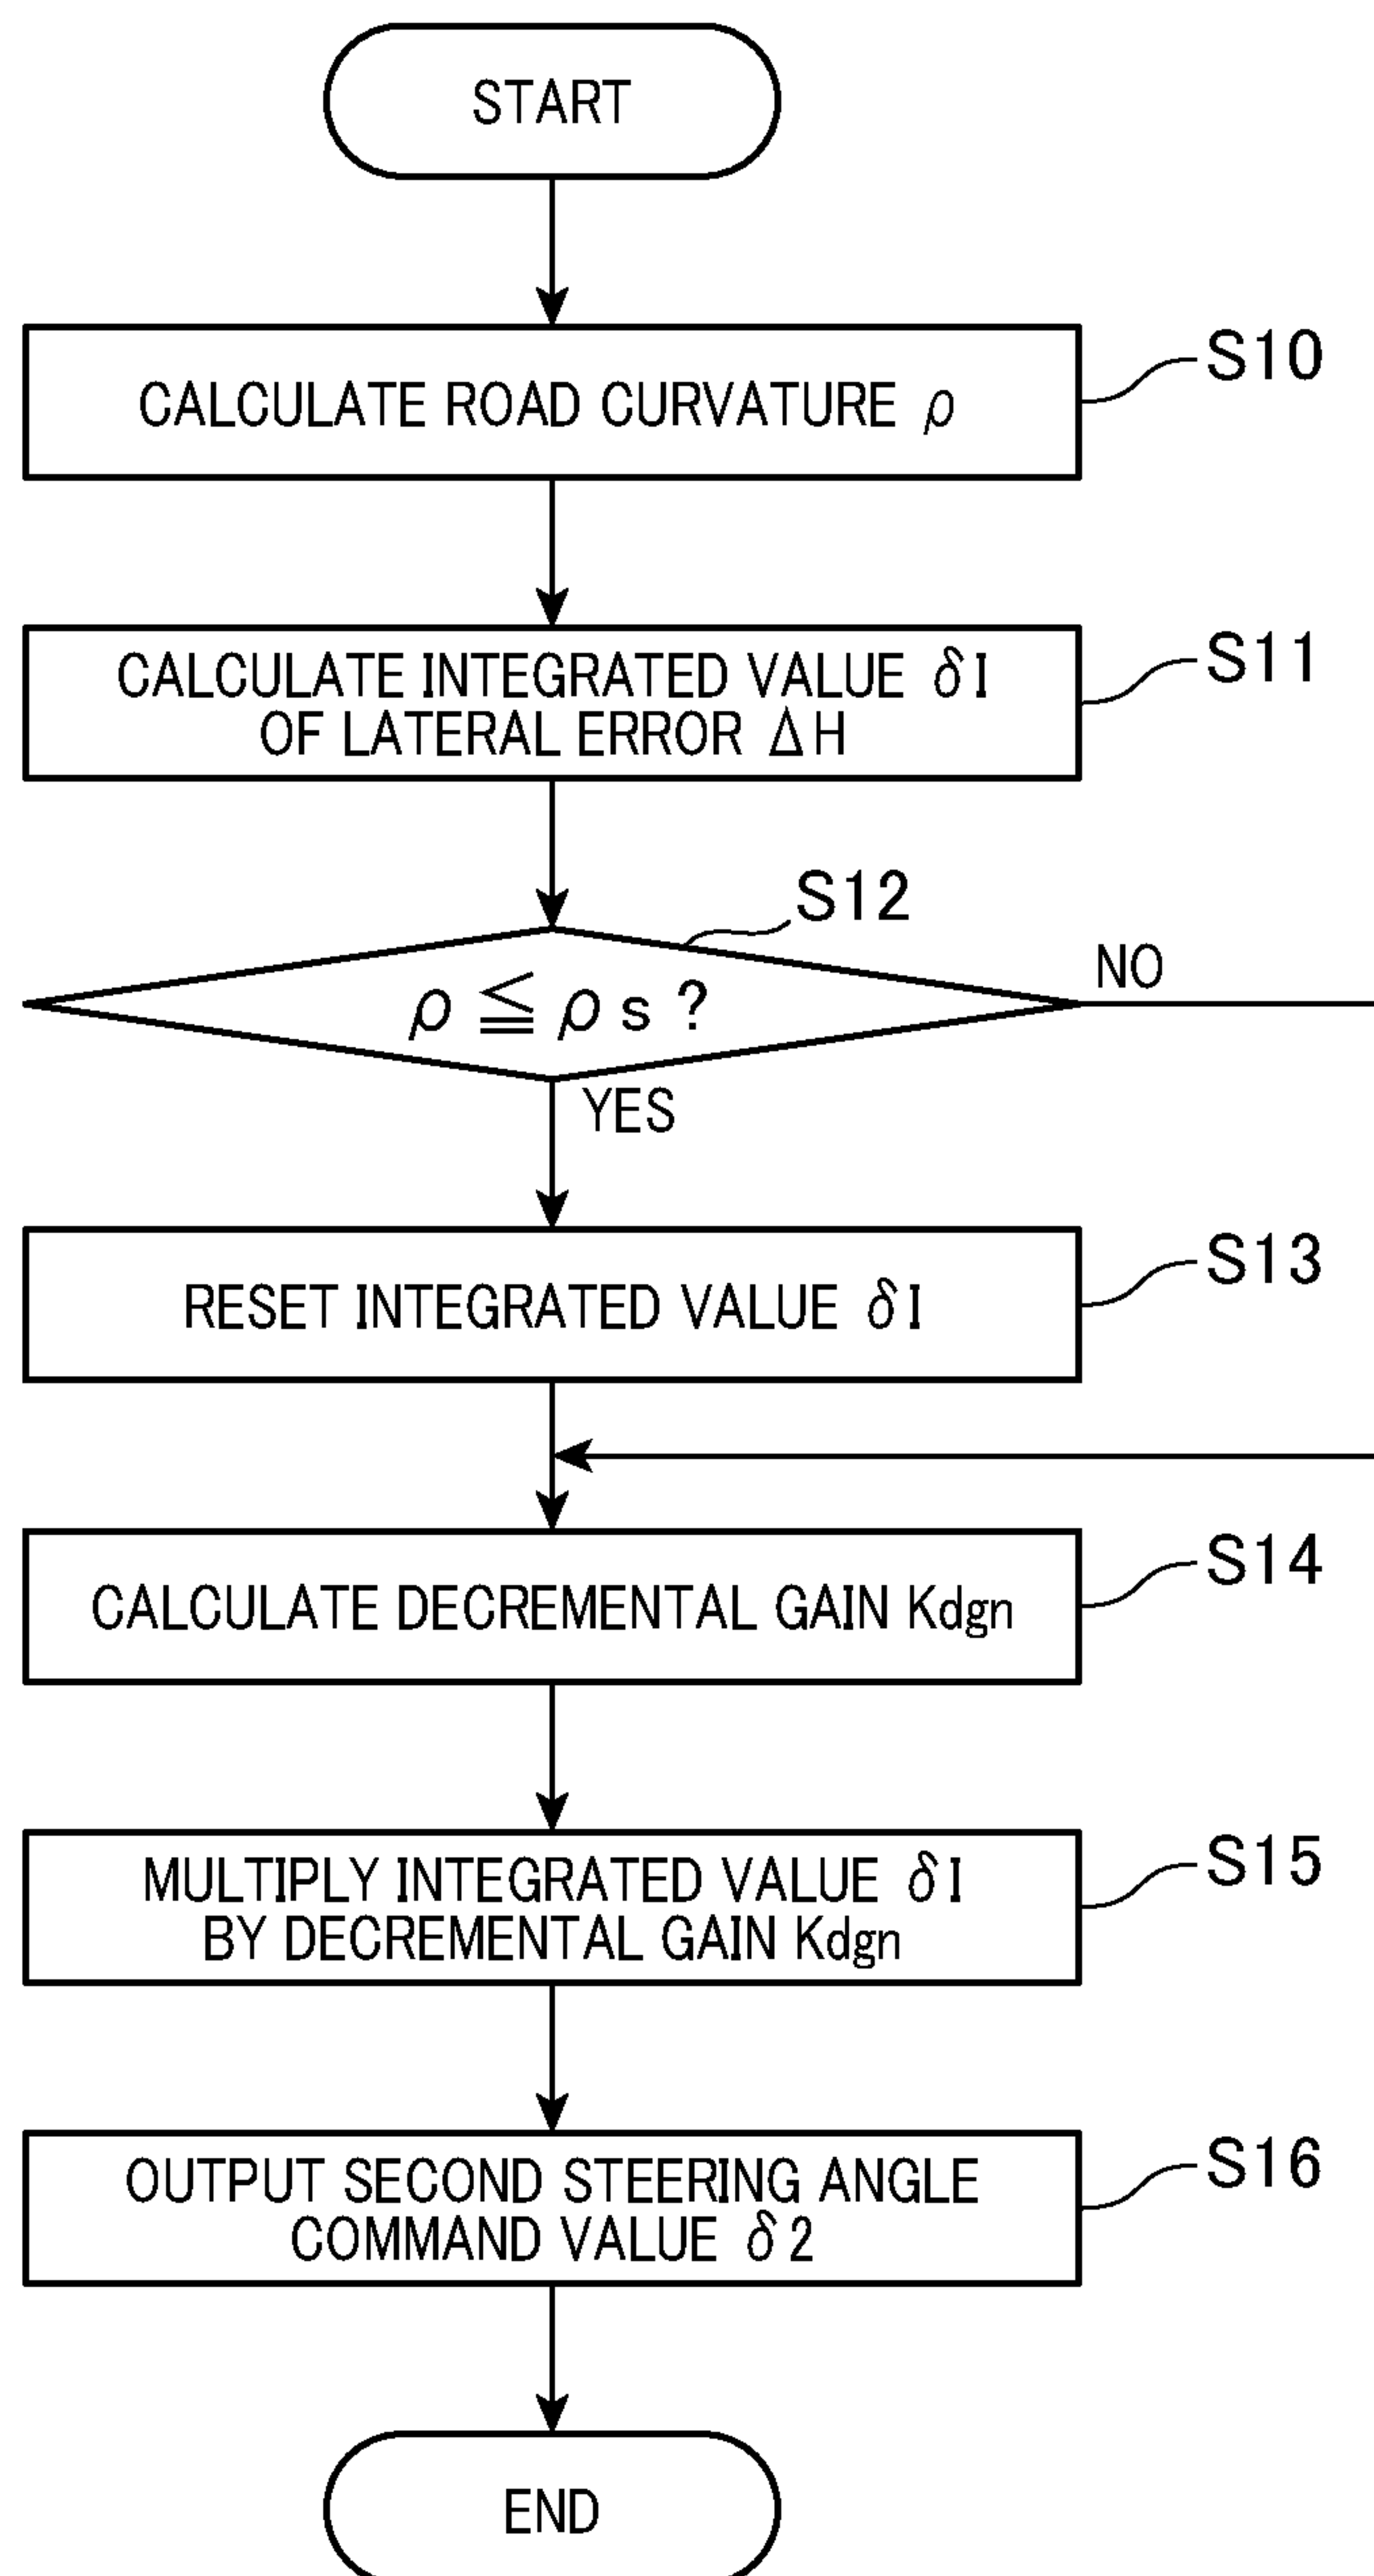 START
CALCULATE ROAD CURVATURE ρ
S10
CALCULATE INTEGRATED VALUE δI
OF LATERAL ERROR ΔH
S11
S12
ρ ≦ ρs ?
NO
YES
RESET INTEGRATED VALUE δI
S13
CALCULATE DECREMENTAL GAIN Kdgn
S14
MULTIPLY INTEGRATED VALUE δI
BY DECREMENTAL GAIN Kdgn
S15
OUTPUT SECOND STEERING ANGLE
COMMAND VALUE δ2
S16
END